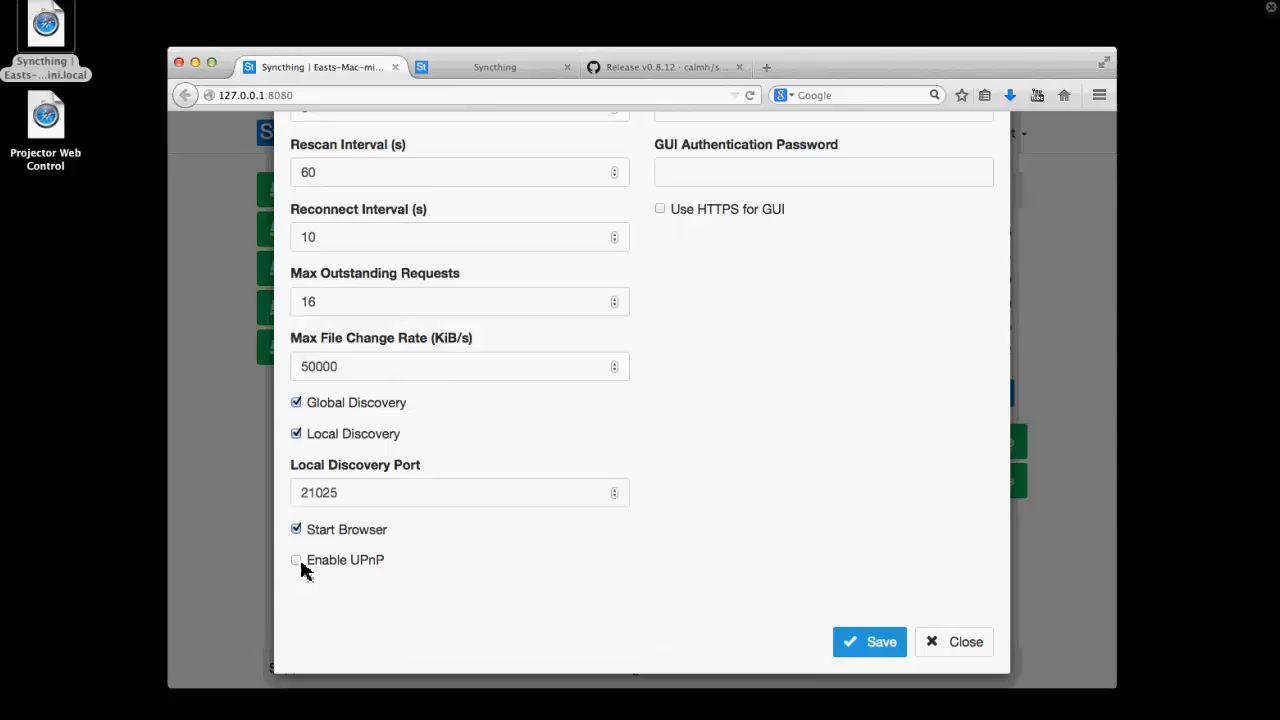 Syncthing |
Easts-...ini.local
Projector Web
Control
St Syncthing | Easts-Mac-mi...
St Syncthing
Release v0.8.12 - calmh/s...
127.0.0.1:8080
Google
Rescan Interval (s)
60
Reconnect Interval (s)
10
Max Outstanding Requests
16
Max File Change Rate (KiB/s)
50000
Global Discovery
Local Discovery
Local Discovery Port
21025
Start Browser
Enable UPnP
GUI Authentication Password
Use HTTPS for GUI
Save
Close